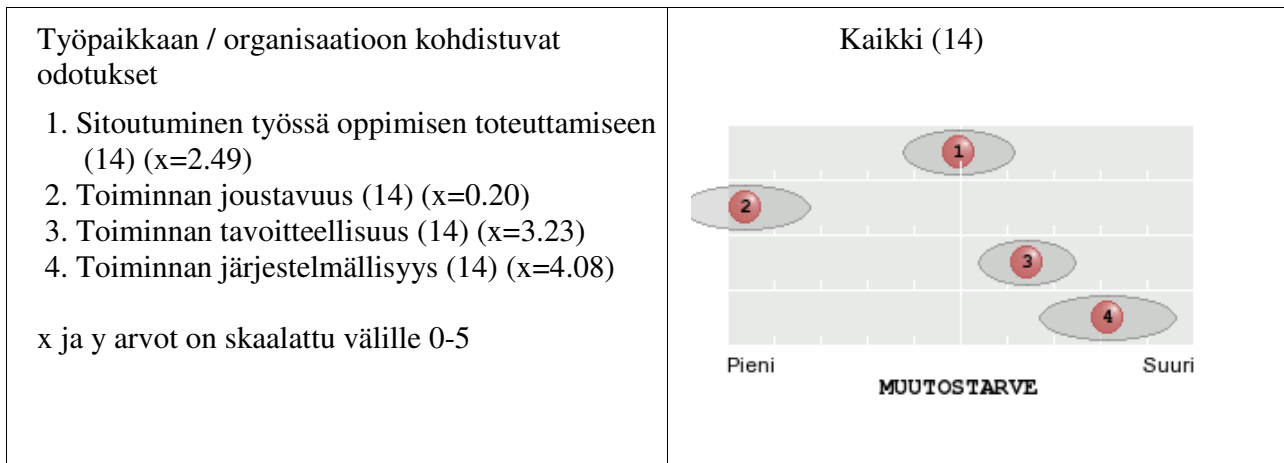 Työpaikkaan / organisaatioon kohdistuvat
odotukset
1. Sitoutuminen työssä oppimisen toteuttamiseen
(14) (x=2.49)
2. Toiminnan joustavuus (14) (x=0.20)
3. Toiminnan tavoitteellisuus (14) (x=3.23)
4. Toiminnan järjestelmällisyys (14) (x=4.08)
x ja y arvot on skaalattu välille 0-5
Kaikki (14)
1
2
3
4
Pieni Suuri
MUUTOSTARVE